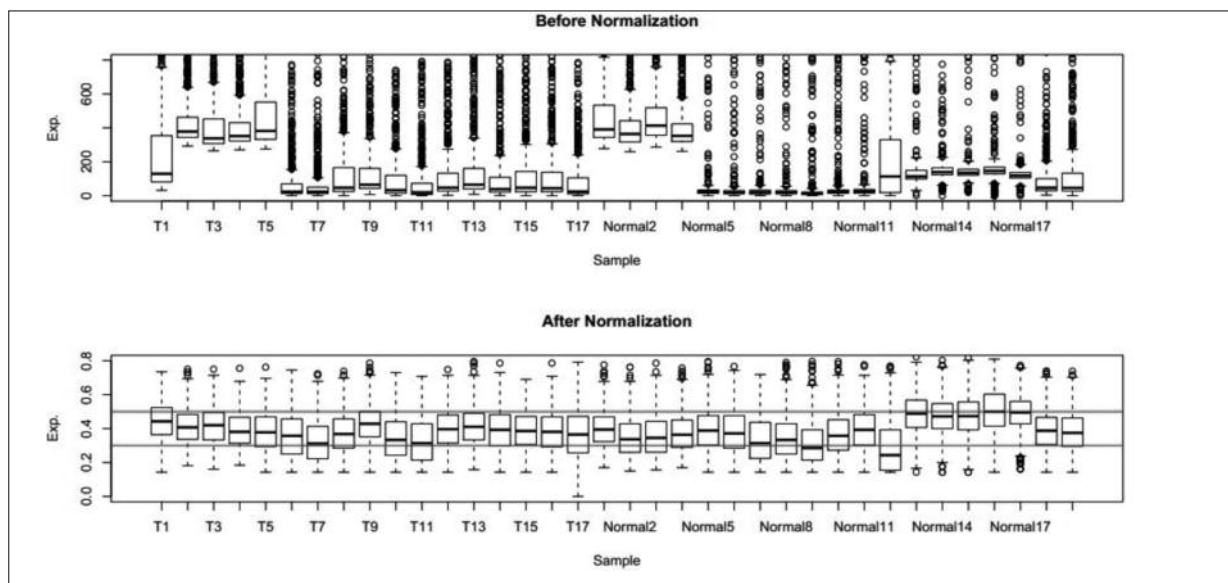 Before Normalization
600
200
0
Exp.
T1 T3 T5 T7 T9 T11 T13 T15 T17 Normal2 Normal5 Normal8 Normal11 Normal14 Normal17
Sample
After Normalization
0.8
0.6
0.4
0.2
0.0
Exp.
T1 T3 T5 T7 T9 T11 T13 T15 T17 Normal2 Normal5 Normal8 Normal11 Normal14 Normal17
Sample